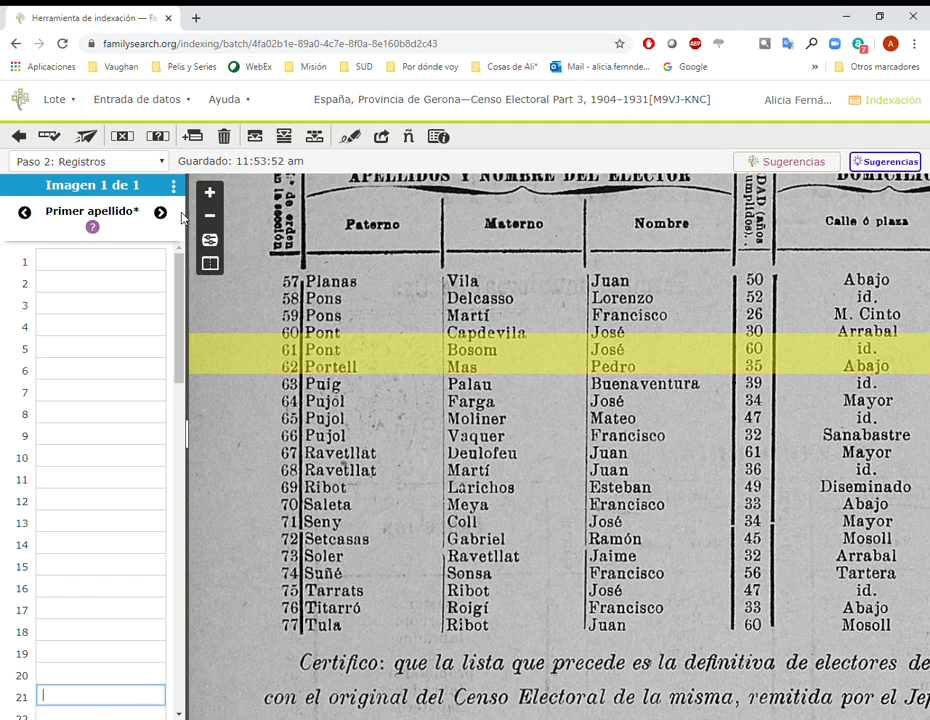 Herramienta de indexación — Fa
familysearch.org/indexing/batch/4fa02b1e-89a0-4c7e-8f0a-8e160b8d2c43
ABP
A
Aplicaciones Vaughan Pelis y Series WebEx Misión SUD Por dónde voy Cosas de Ali* Mail - alicia.fernnde... Google » Otros marcadores
Lote Entrada de datos Ayuda España, Provincia de Gerona—Censo Electoral Part 3, 1904–1931[M9VJ-KNC] Alicia Ferná... Indexación
Paso 2: Registros Guardado: 11:53:52 am Sugerencias Sugerencias
Imagen 1 de 1
Primer apellido*
1
2
3
4
5
6
7
8
9
10
11
12
13
14
15
16
17
18
19
20
21
22
APELLIDOS Y NOMBRE DEL ELECTOR
de orden
en la sección
Paterno Materno Nombre Calle ó plaza
57 Planas Vila Juan 50 Abajo
58 Pons Delcasso Lorenzo 52 id.
59 Pons Martí Francisco 26 M. Cinto
60 Pont Capdevila José 30 Arrabal
61 Pont Bosom José 60 id.
62 Portell Mas Pedro 35 Abajo
63 Puig Palau Buenaventura 39 id.
64 Pujol Farga José 34 Mayor
65 Pujol Moliner Mateo 47 id.
66 Pujol Vaquer Francisco 32 Sanabastre
67 Ravetllat Deulofeu Juan 61 Mayor
68 Ravetllat Martí Juan 36 id.
69 Ribot Larichos Esteban 49 Diseminado
70 Saleta Meya Francisco 33 Abajo
71 Seny Coll José 34 Mayor
72 Setcasas Gabriel Ramón 45 Mosoll
73 Soler Ravetllat Jaime 32 Arrabal
74 Suñé Sonsa Francisco 56 Tartera
75 Tarrats Ribot José 47 id.
76 Titarró Roigí Francisco 33 Abajo
77 Tula Ribot Juan 60 Mosoll
Certifico: que la lista que precede es la definitiva de electores de
con el original del Censo Electoral de la misma, remitida por el Jef